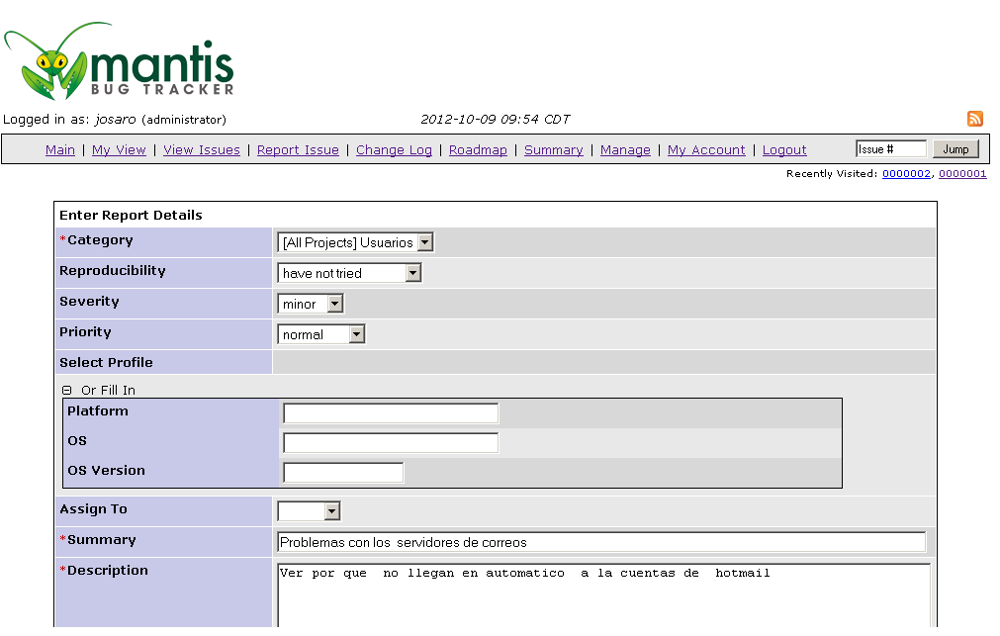 mantis
BUG TRACKER
Logged in as: josaro (administrator) 2012-10-09 09:54 CDT
Main | My View | View Issues | Report Issue | Change Log | Roadmap | Summary | Manage | My Account | Logout Issue # Jump
Recently Visited: 0000002, 0000001
Enter Report Details
*Category [All Projects] Usuarios
Reproducibility have not tried
Severity minor
Priority normal
Select Profile
Or Fill In
Platform
OS
OS Version
Assign To
*Summary Problemas con los  servidores de correos
*Description Ver por que  no llegan en automatico  a la cuentas de  hotmail